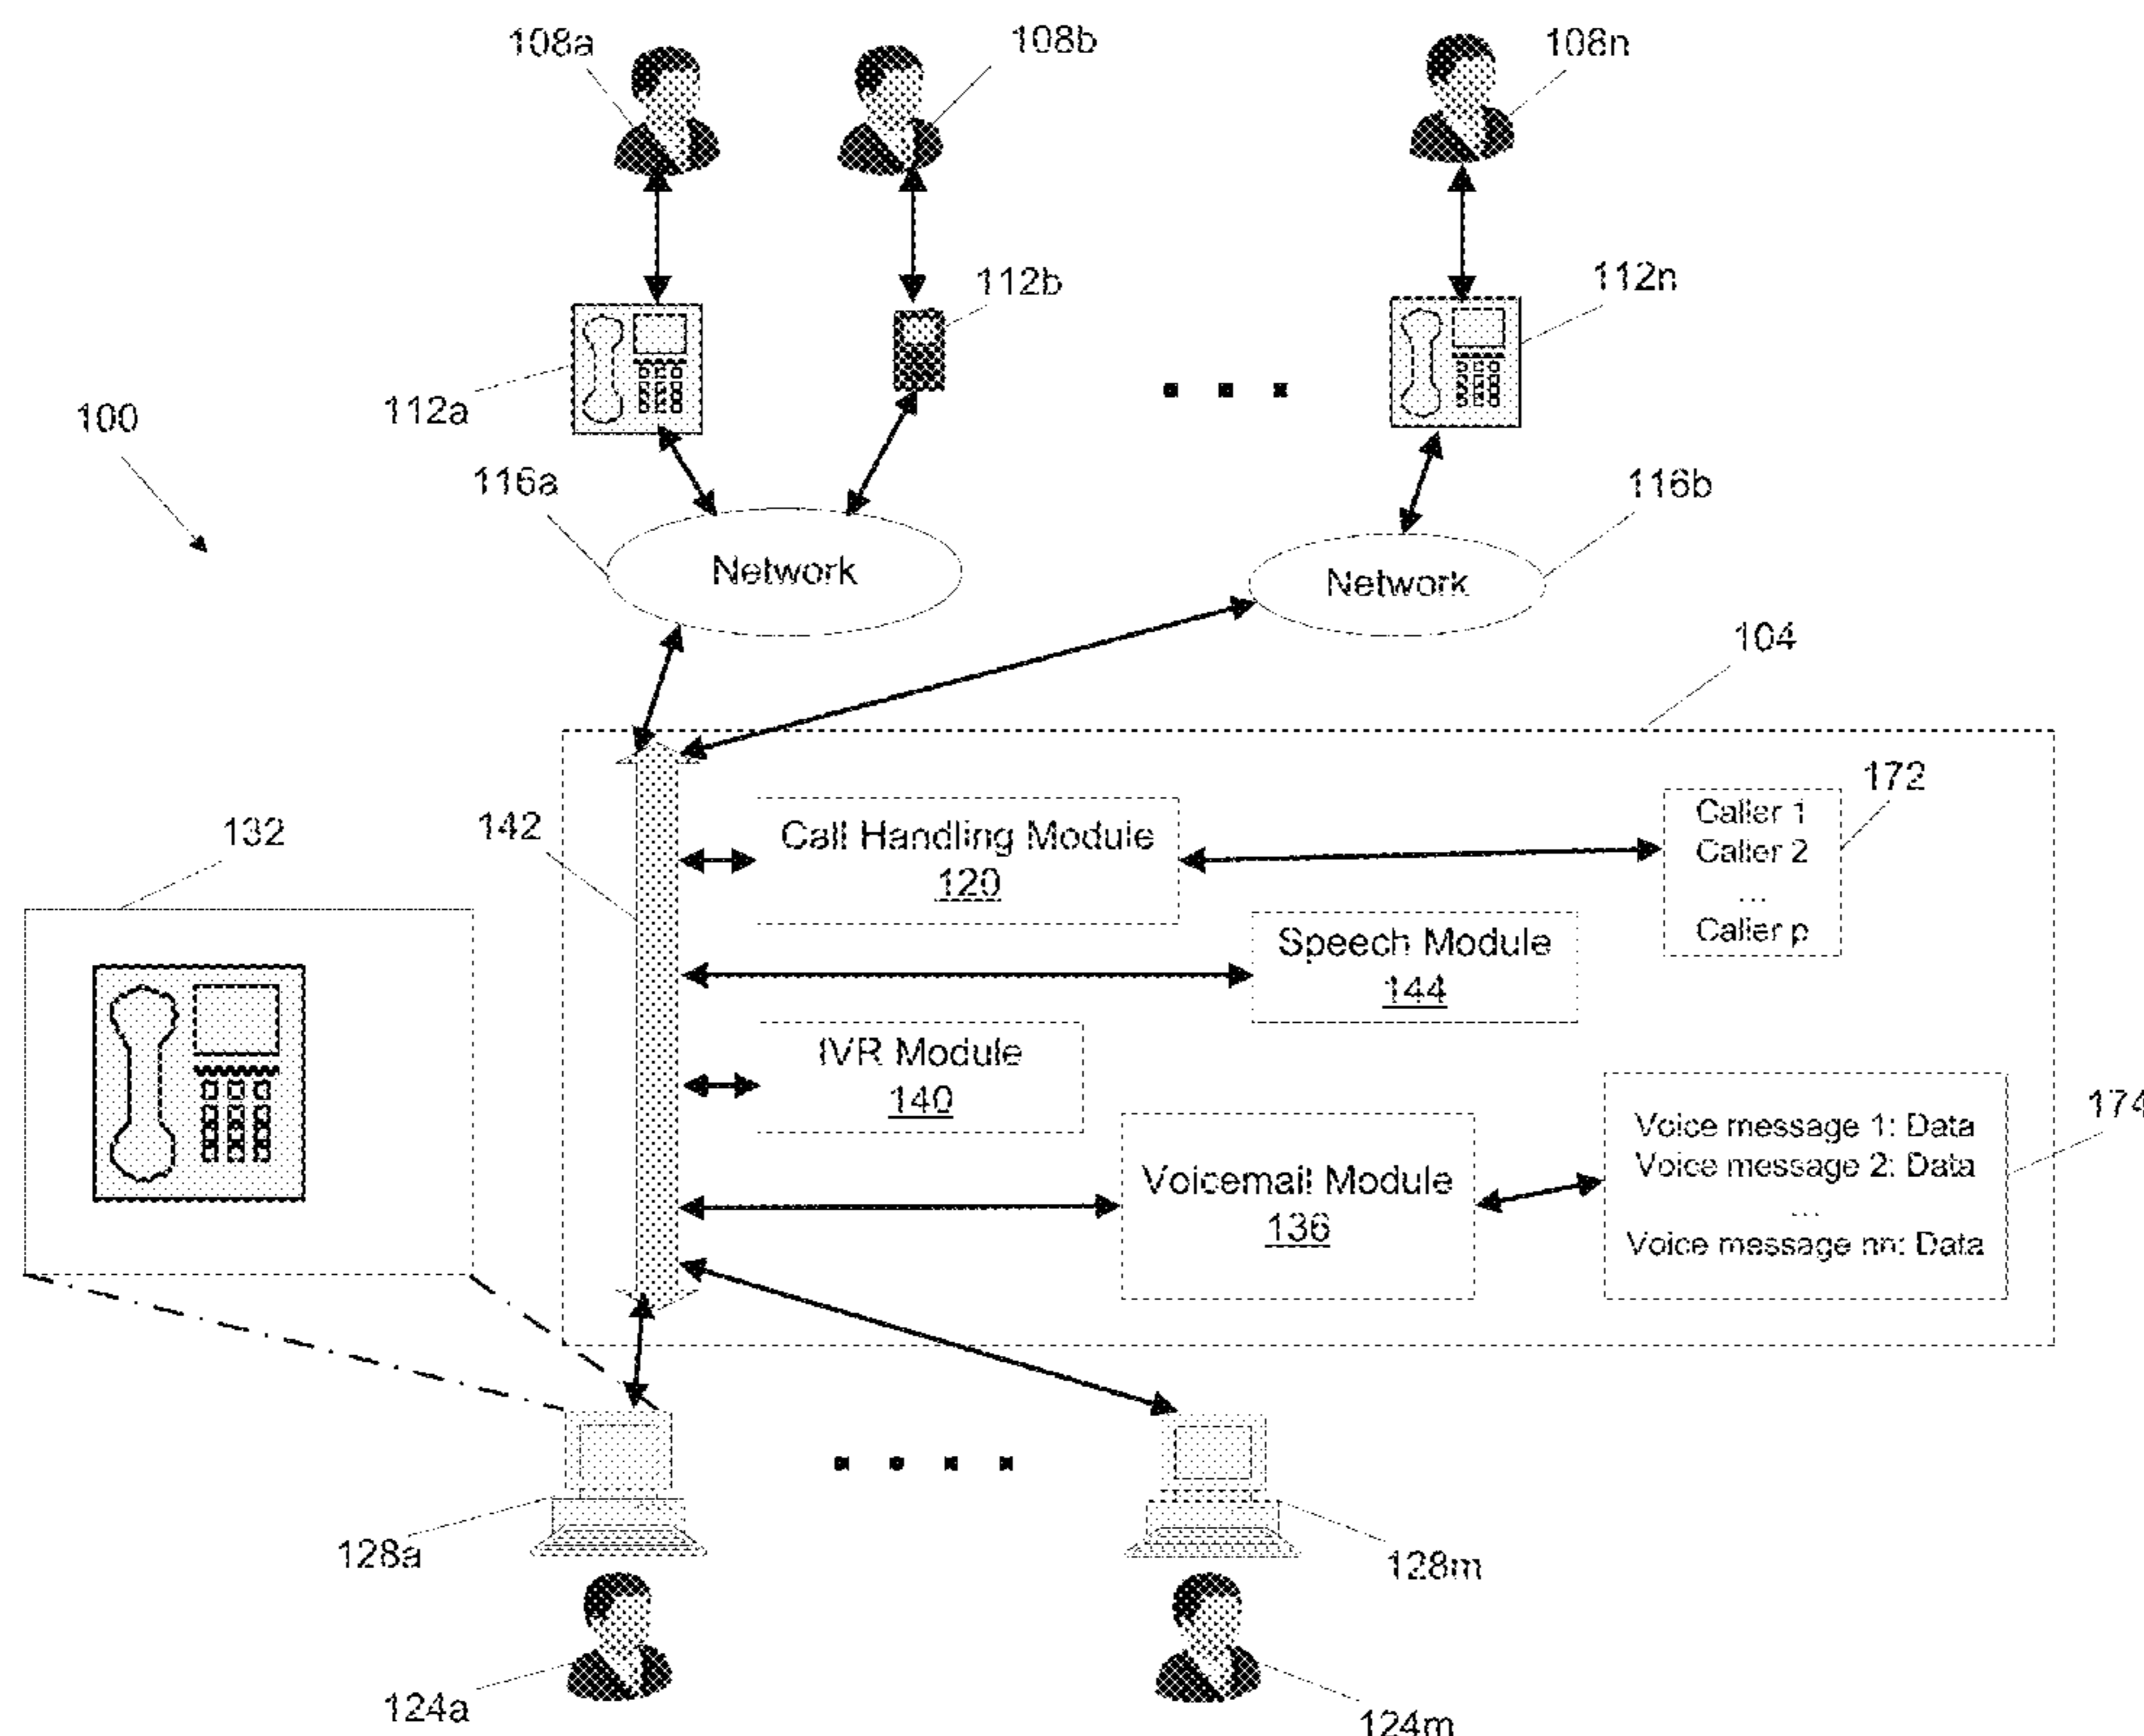 108a
108b
108n
112b
112n
112a
100
116a
116b
Network
Network
104
172
132
142
Call Handling Module
120
Caller 1
Caller 2
...
Caller p
Speech Module
144
IVR Module
140
174
Voice message 1: Data
Voice message 2: Data
...
Voice message nn: Data
Voicemail Module
136
128a
128m
124a
124m